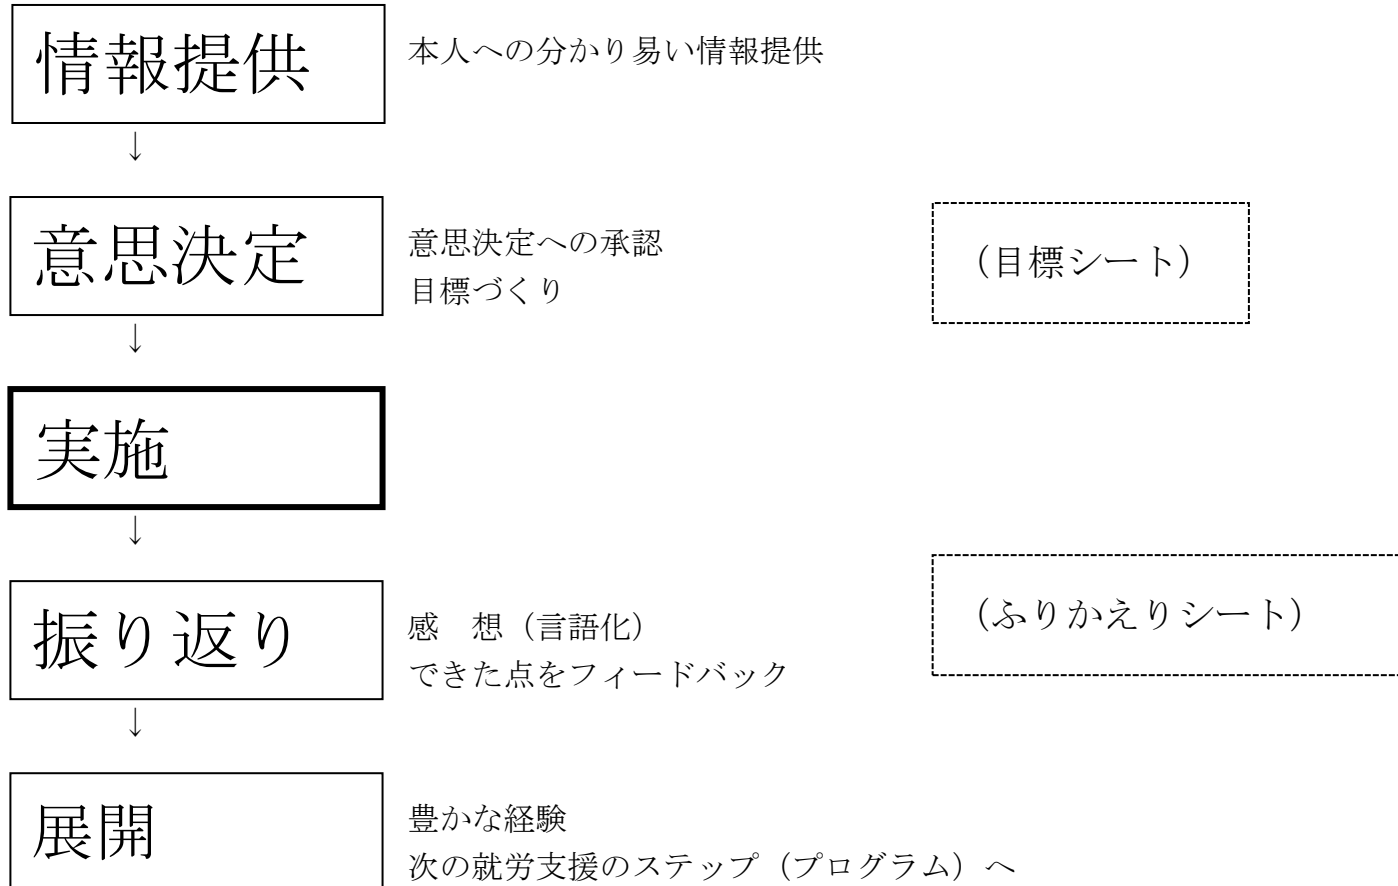 情報提供
本人への分かり易い情報提供
↓
意思決定
意思決定への承認
目標づくり
（目標シート）
↓
実施
↓
振り返り
感　想（言語化）
できた点をフィードバック
（ふりかえりシート）
↓
展開
豊かな経験
次の就労支援のステップ（プログラム）へ